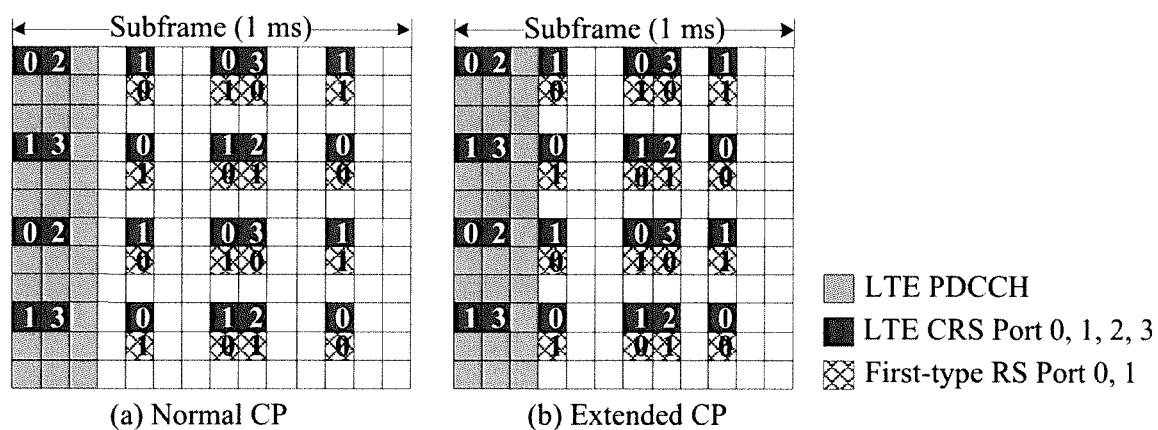 Subframe (1 ms) Subframe (1 ms)
0 2 1 0 3 1 0 2 1 0 3 1
0 1 0 1 0 1 0 1
1 3 0 1 2 0 1 3 0 1 2 0
1 0 1 0 1 0 1 0
0 2 1 0 3 1 0 2 1 0 3 1
0 1 0 1 0 1 0 1
1 3 0 1 2 0 1 3 0 1 2 0
1 0 1 0 1 0 1 0
LTE PDCCH
LTE CRS Port 0, 1, 2, 3
First-type RS Port 0, 1
(a) Normal CP (b) Extended CP